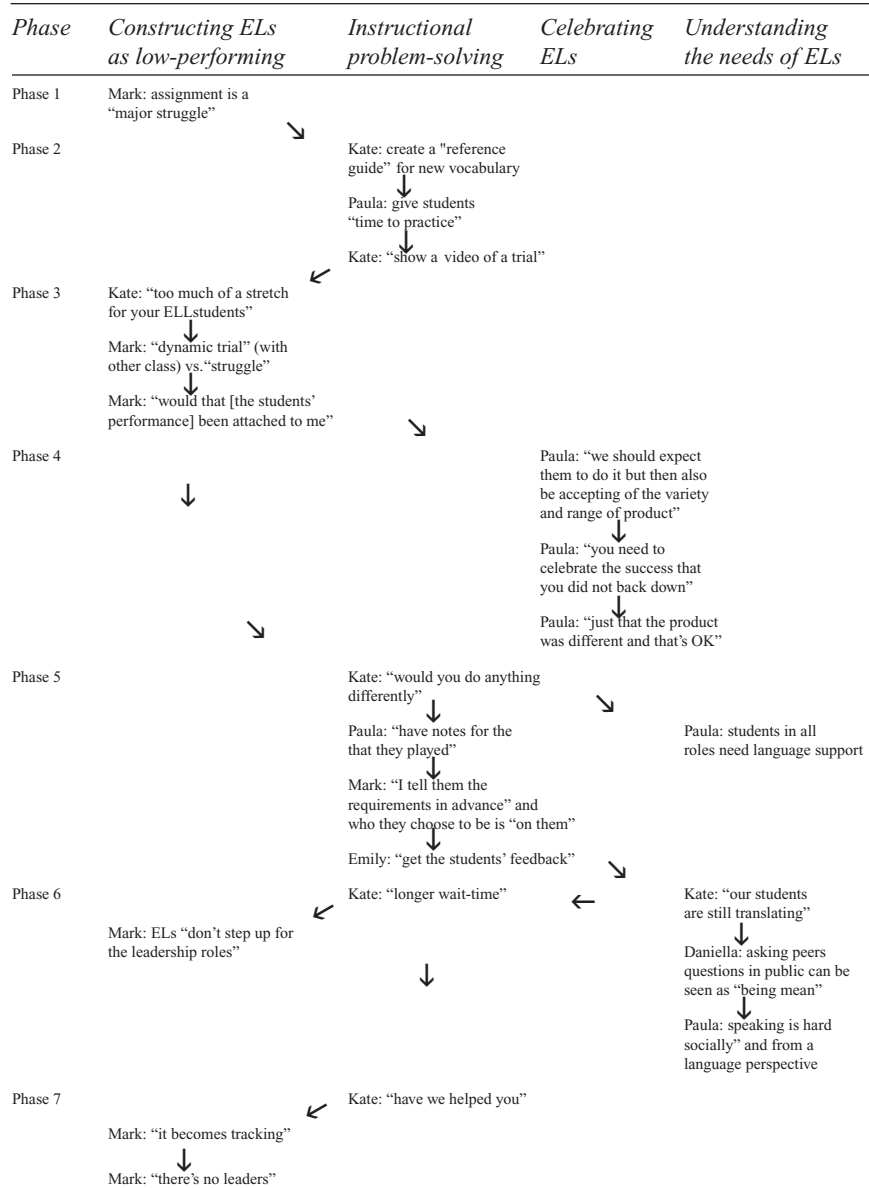 Phase Constructing ELs as low-performing Instructional problem-solving Celebrating ELs Understanding the needs of ELs
Phase 1 Mark: assignment is a
“major struggle”
Phase 2 Kate: create a "reference
guide” for new vocabulary
Paula: give students
“time to practice”
Kate: “show a video of a trial”
Phase 3 Kate: “too much of a stretch
for your ELLstudents”
Mark: “dynamic trial” (with
other class) vs.“struggle”
Mark: “would that [the students’
performance] been attached to me”
Phase 4 Paula: “we should expect
them to do it but then also
be accepting of the variety
and range of product”
Paula: “you need to
celebrate the success that
you did not back down”
Paula: “just that the product
was different and that’s OK”
Phase 5 Kate: “would you do anything
differently”
Paula: “have notes for the
that they played”
Mark: “I tell them the
requirements in advance” and
who they choose to be is “on them”
Emily: “get the students’ feedback”
Paula: students in all
roles need language support
Phase 6 Kate: “longer wait-time”
Mark: ELs “don’t step up for
the leadership roles”
Kate: “our students
are still translating”
Daniella: asking peers
questions in public can be
seen as “being mean”
Paula: speaking is hard
socially” and from a
language perspective
Phase 7 Kate: “have we helped you”
Mark: “it becomes tracking”
Mark: “there’s no leaders”